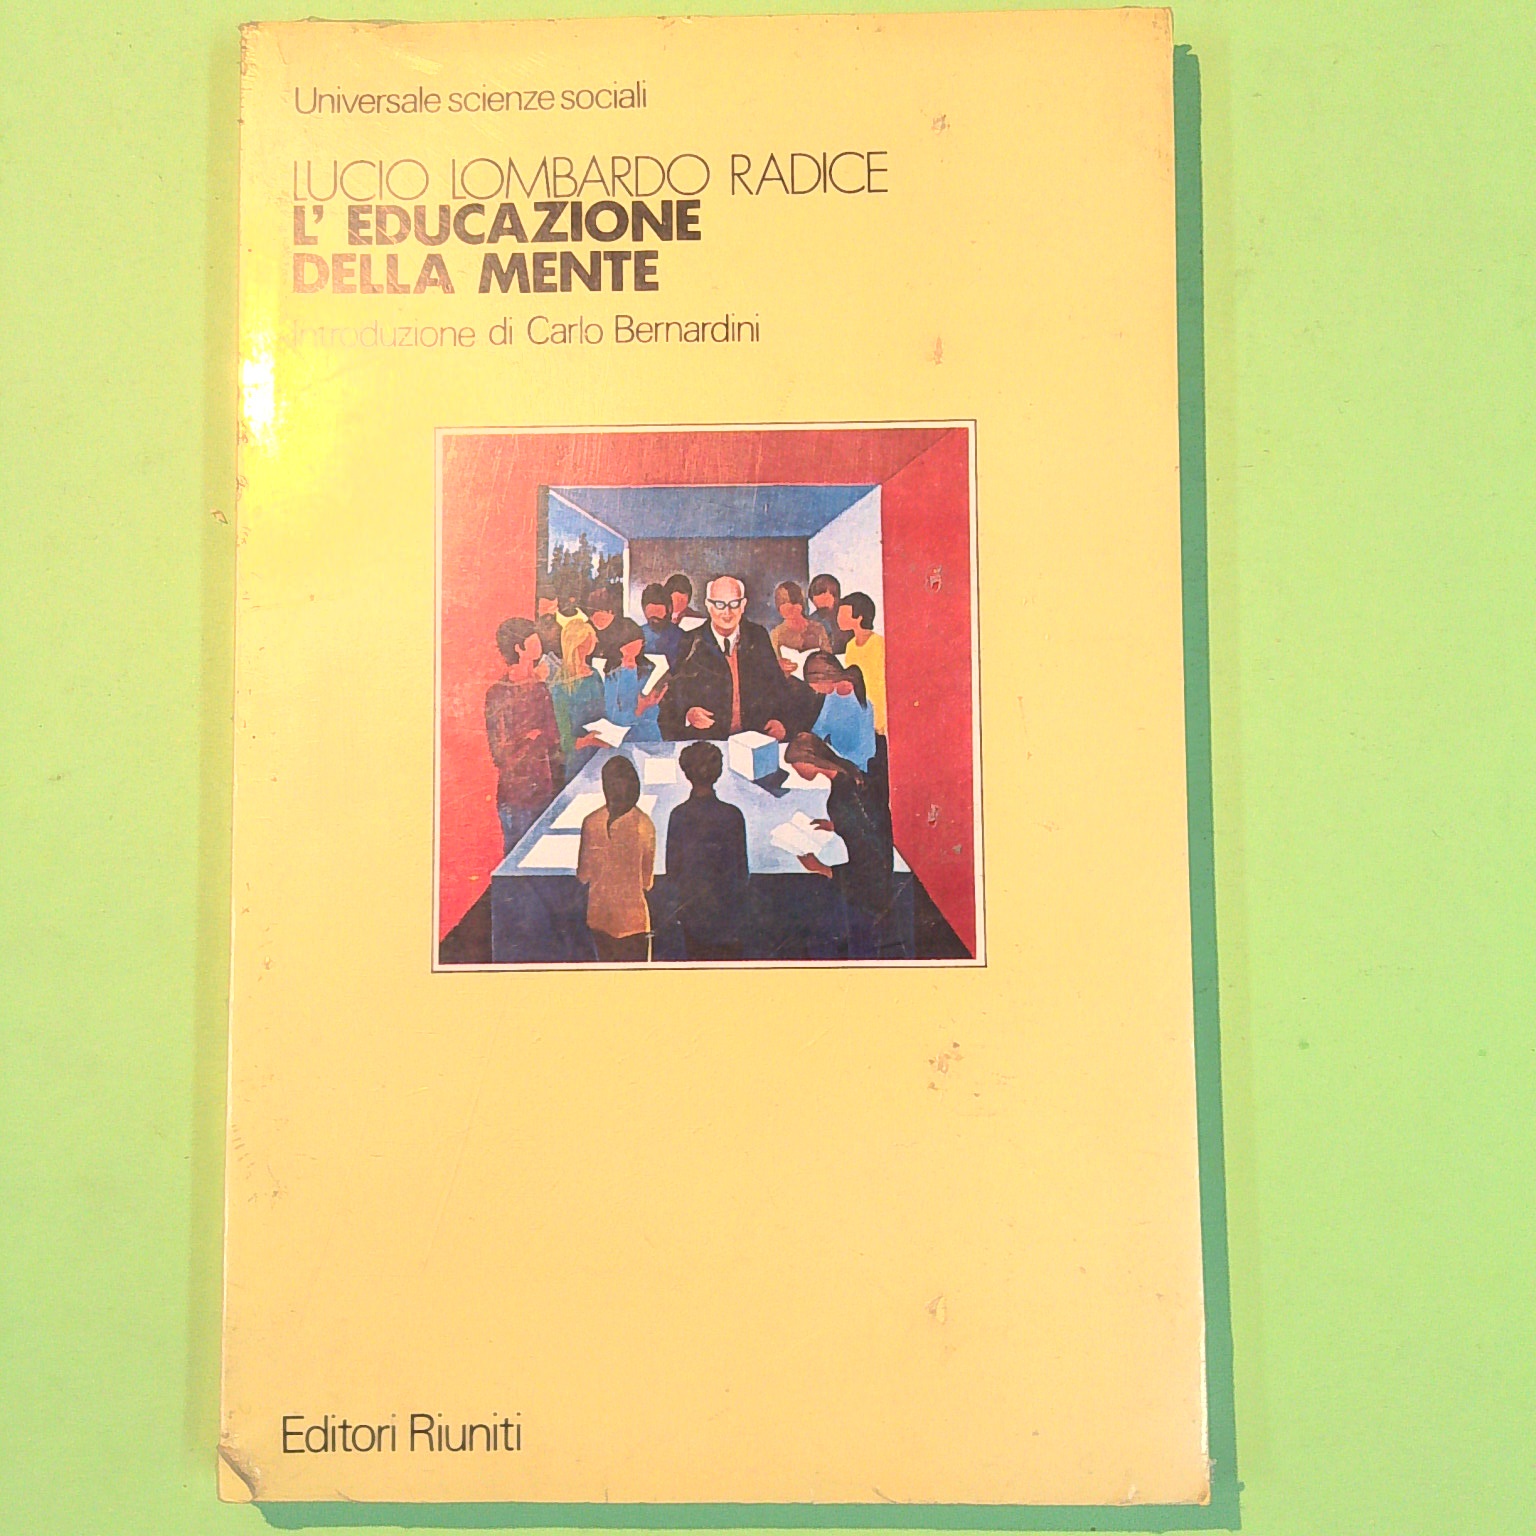 Universale scienze sociali
LUCIO LOMBARDO RADICE
L' EDUCAZIONE
DELLA MENTE
Introduzione di Carlo Bernardini
Editori Riuniti